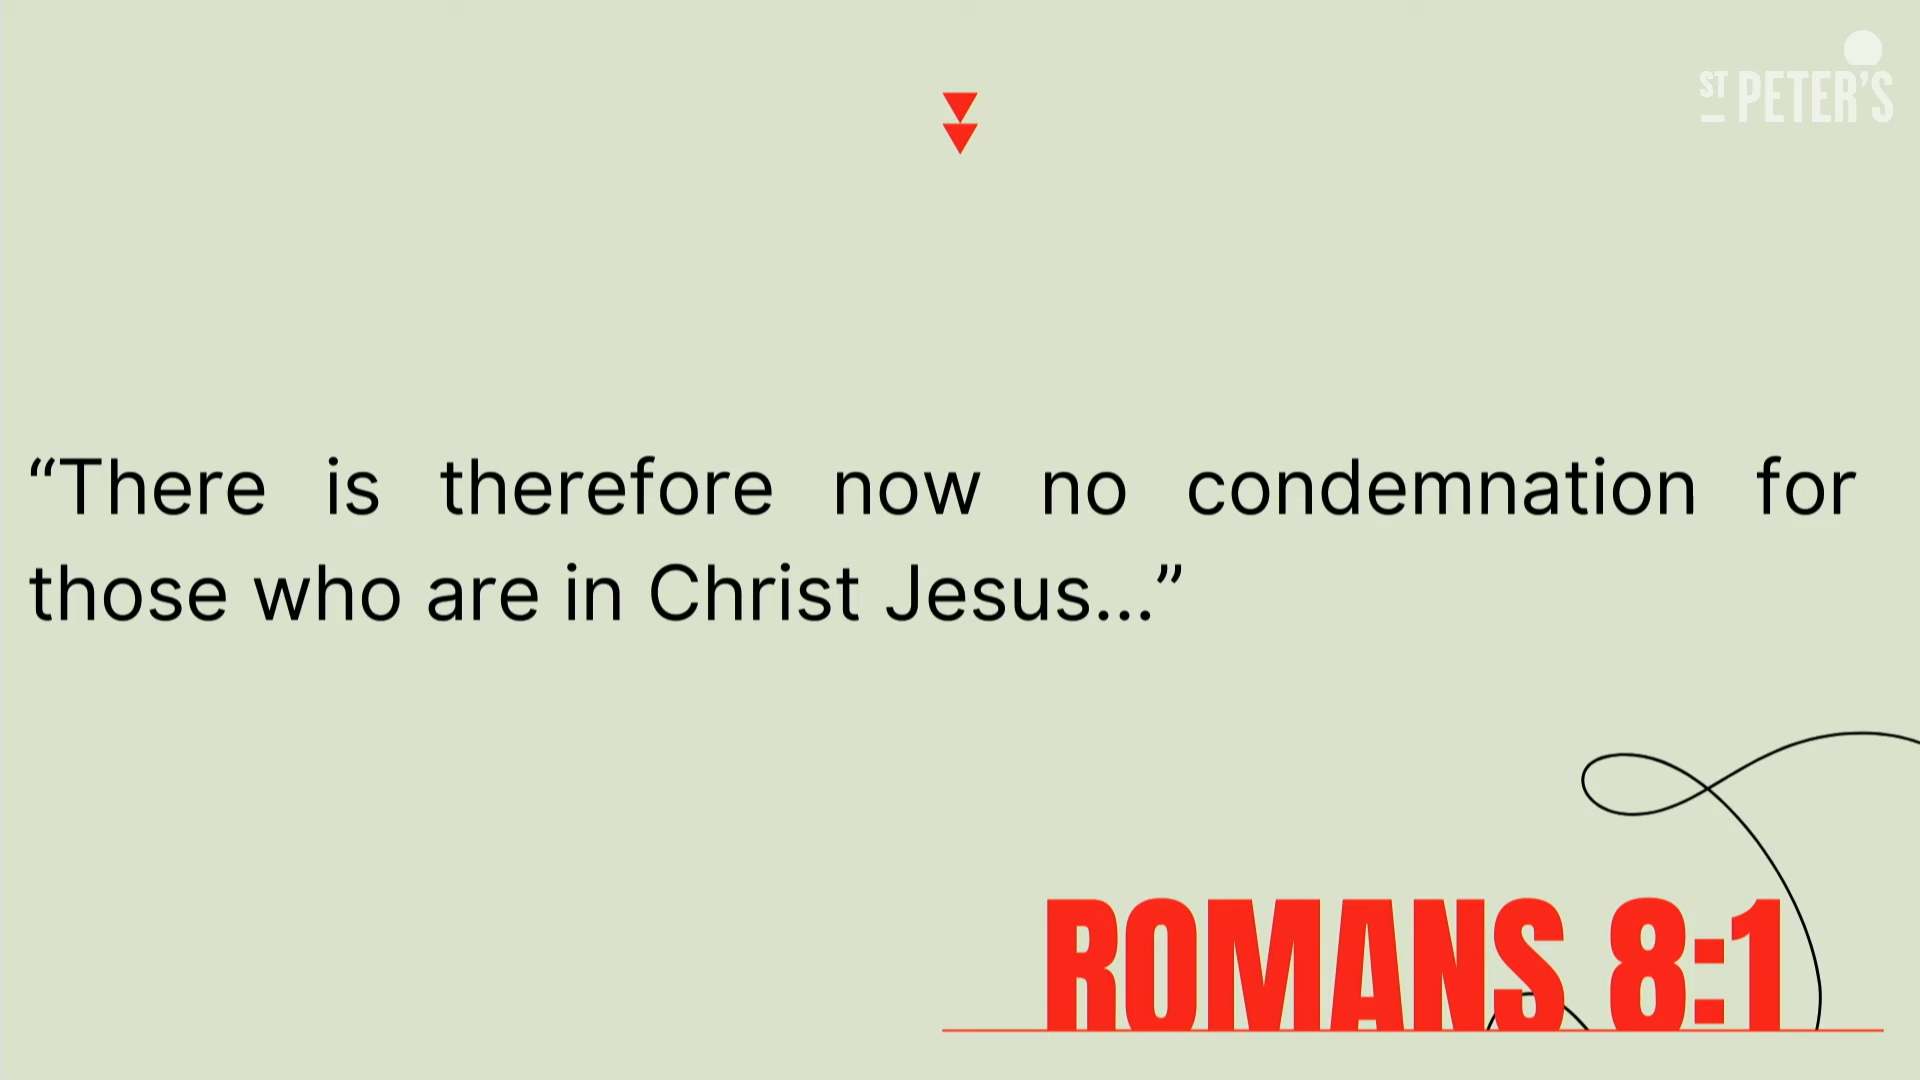 ST PETER'S
“There is therefore now no condemnation for
those who are in Christ Jesus...”
ROMANS 8:1